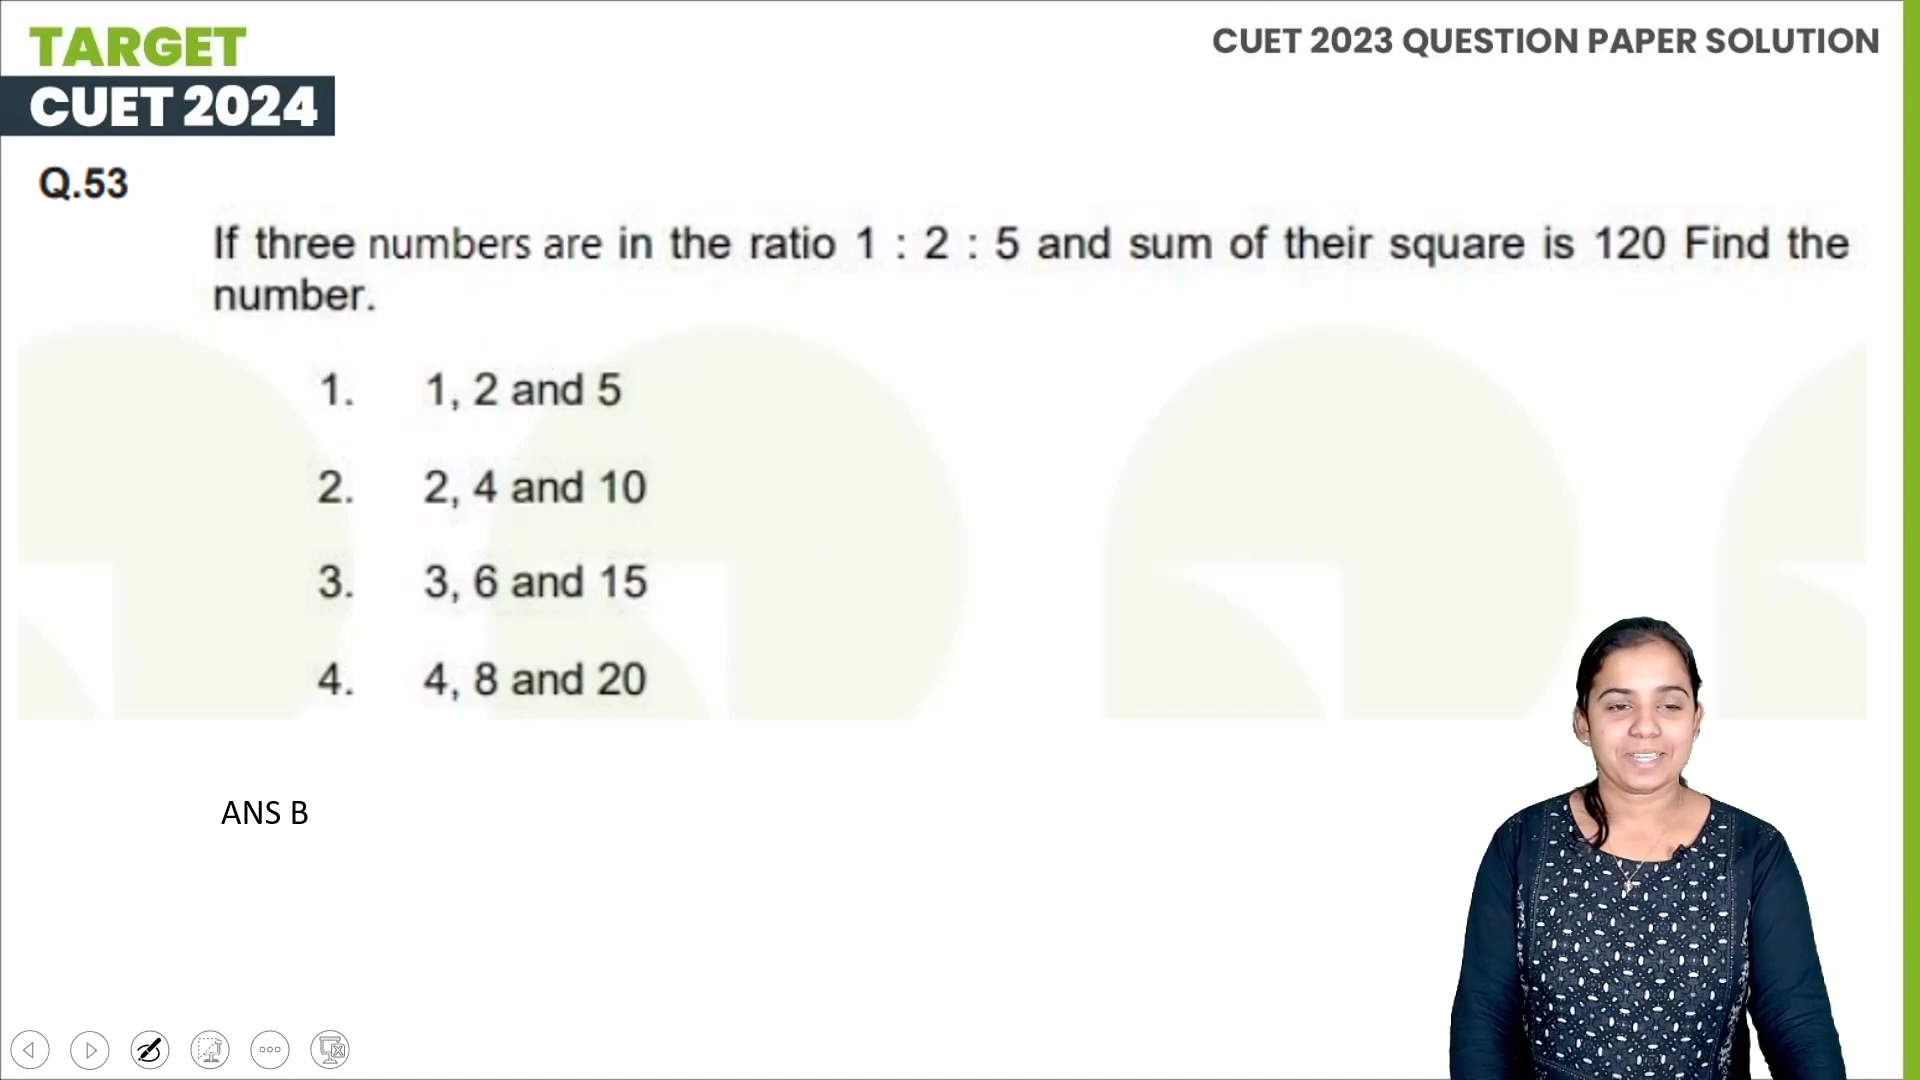 TARGET
CUET 2024
CUET 2023 QUESTION PAPER SOLUTION
Q.53
If three numbers are in the ratio 1 : 2 : 5 and sum of their square is 120 Find the
number.
1. 1, 2 and 5
2. 2, 4 and 10
3. 3, 6 and 15
4. 4, 8 and 20
ANS B